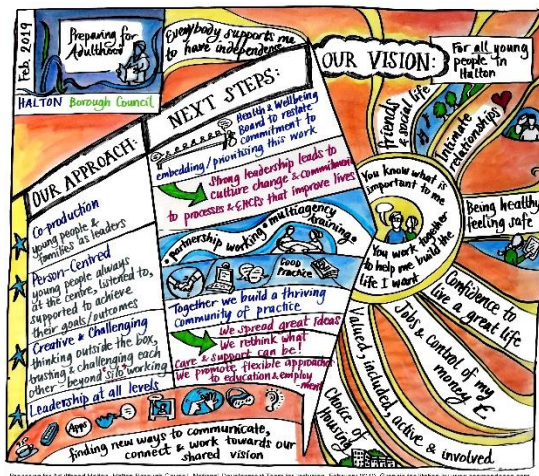 Feb. 2019
Preparing for
Adulthood
HALTON Borough Council
Everybody supports me
to have independence
OUR VISION:
For all young
people in
Halton
OUR APPROACH:
Co-production
young people &
families as leaders
Person-Centred
young people always
at the centre, listened to,
supported to achieve
their goals/outcomes
Creative & Challenging
thinking outside the box,
trusting & challenging each
other - beyond silo working
Leadership at all levels
NEXT STEPS:
Health & Wellbeing
Board to restate
commitment to
embedding/prioritising this work
Strong leadership leads to
culture change & commitment
to processes & EHCPs that improve lives
partnership working • multiagency training
GOOD
PRACTICE
Together we build a thriving
community of practice
We spread great ideas
We rethink what
care & support can be!
We promote flexible approaches
to education & employ
ment
Apps
finding new ways to communicate,
connect & work towards our
shared vision
friends
& social life
Intimate
relationships
Being healthy
feeling safe
You know what is
important to me
You work together
to help me build the
life I want
Confidence to
live a great life
Jobs & control of my
money £
Valued, included, active & involved
Choice of
housing